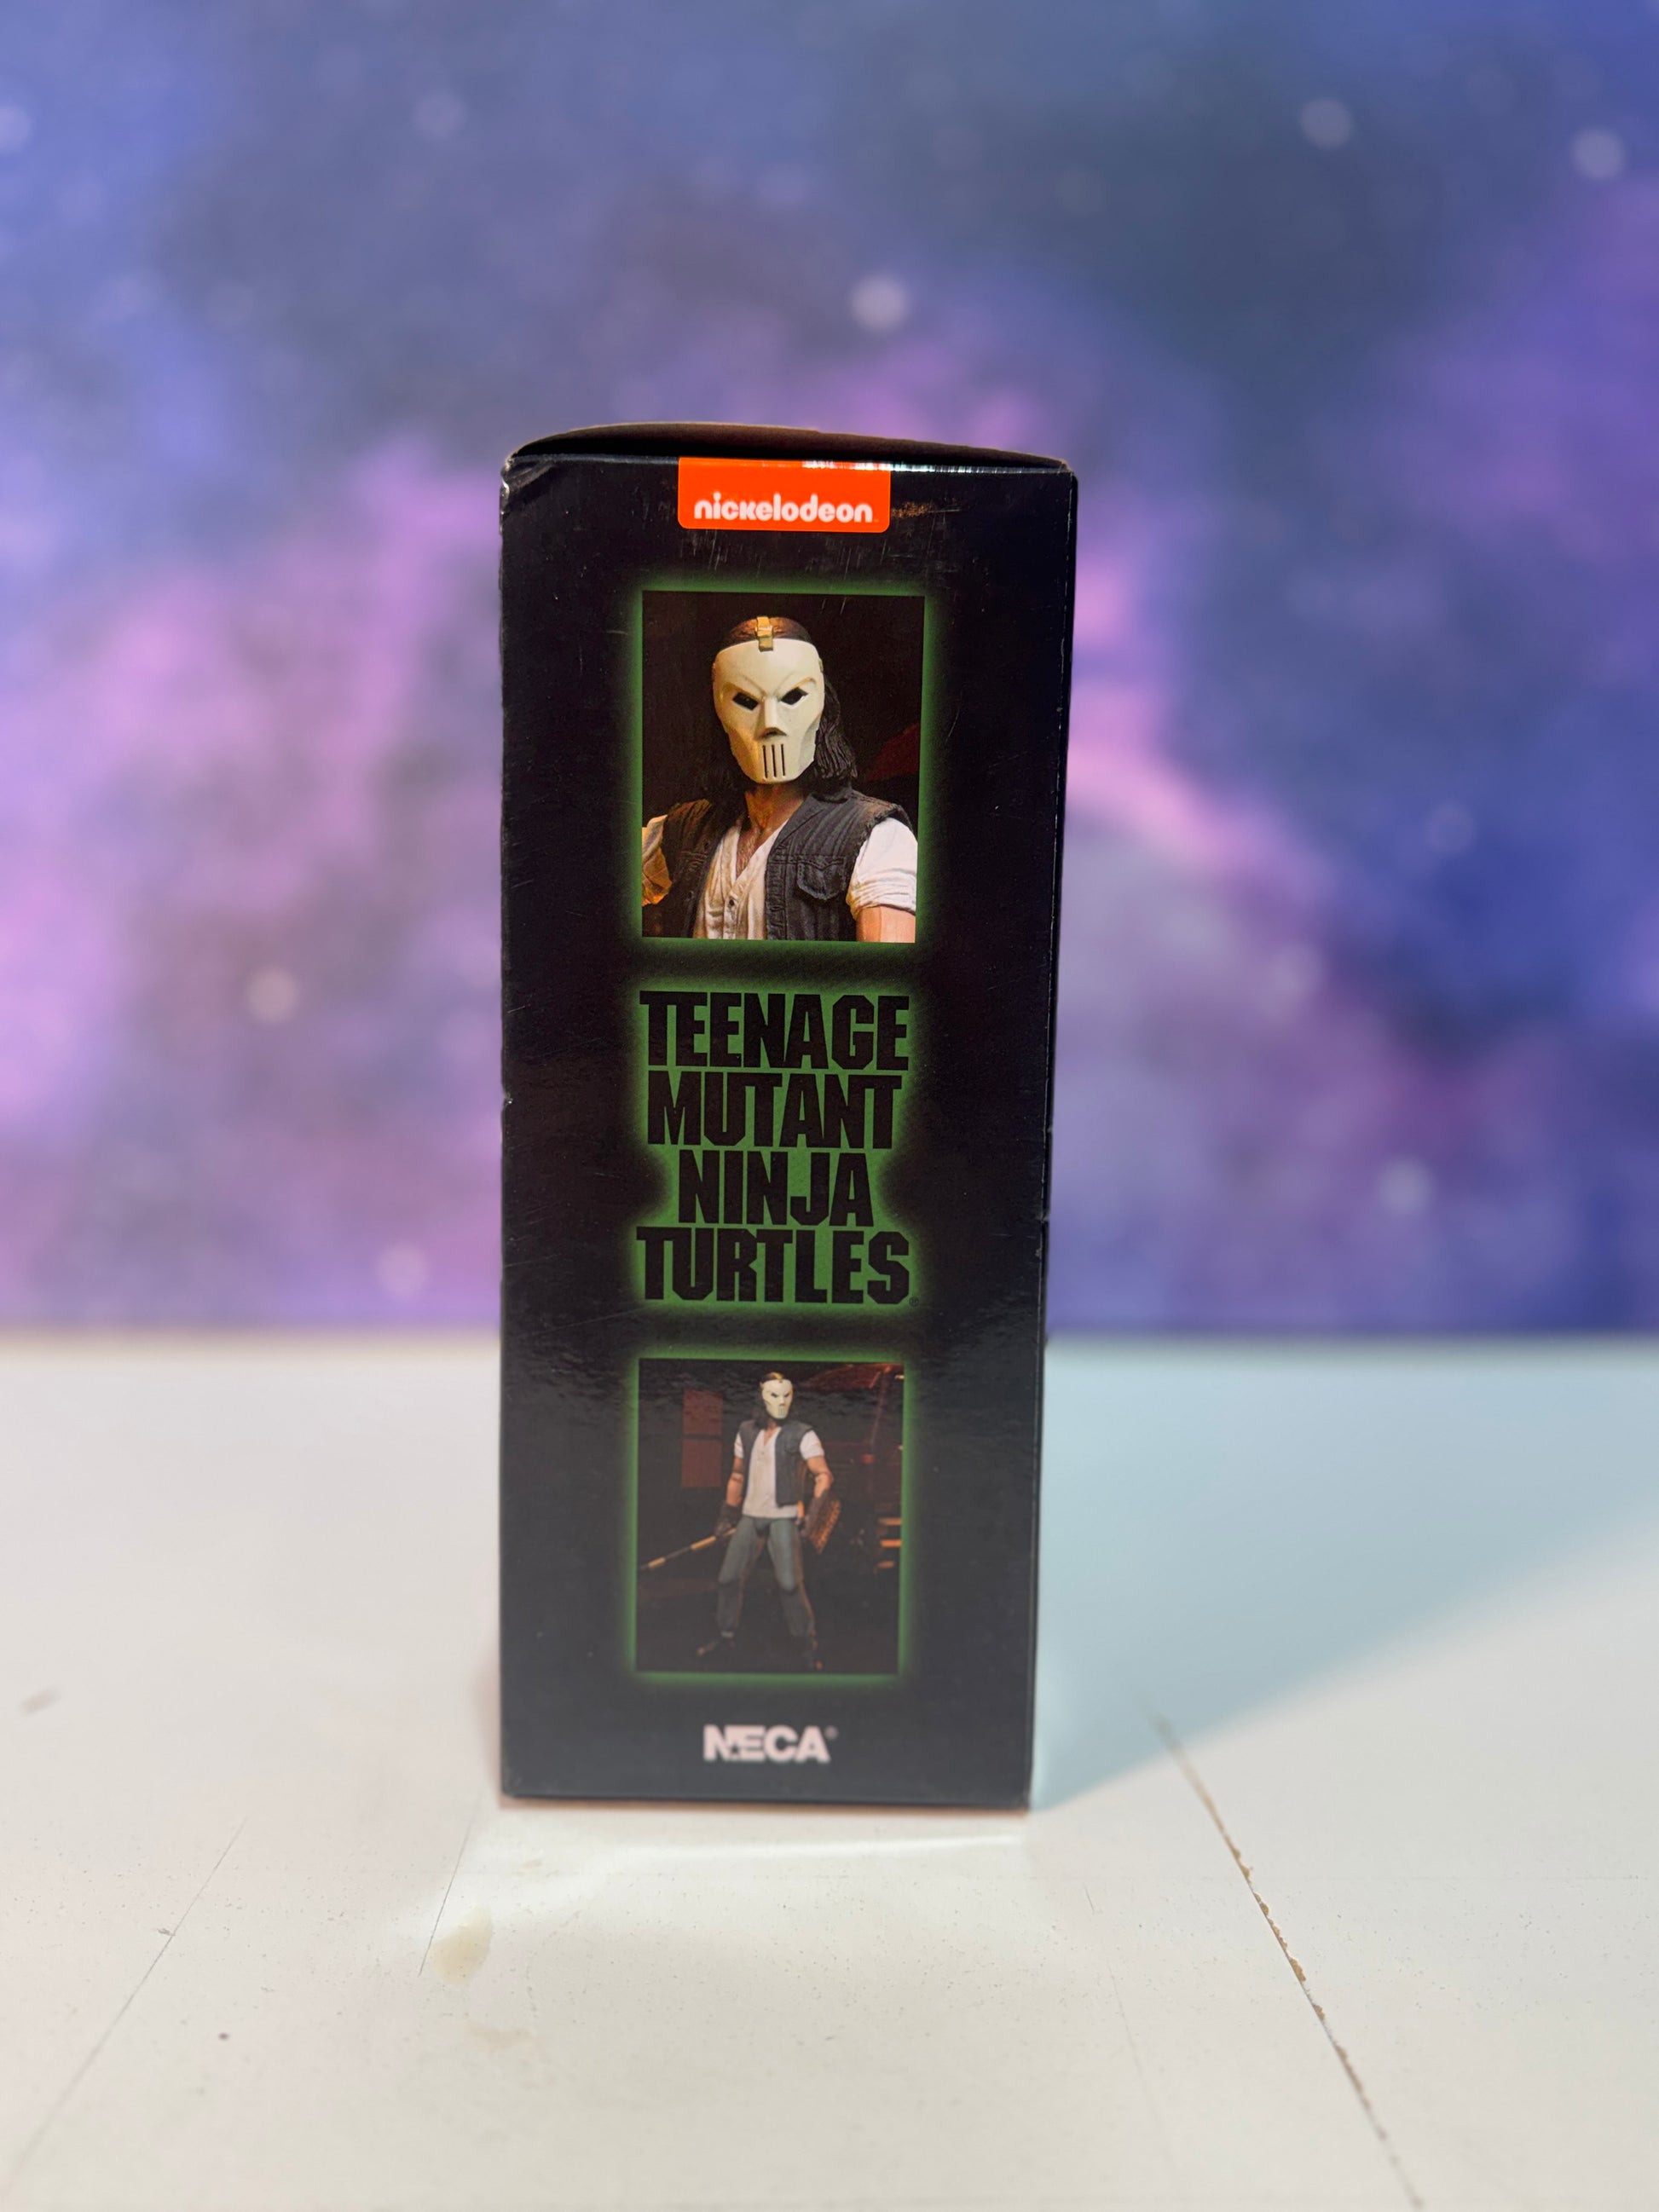 nickelodeon
TEENAGE
MUTANT
NINJA
TURTLES
NECA®